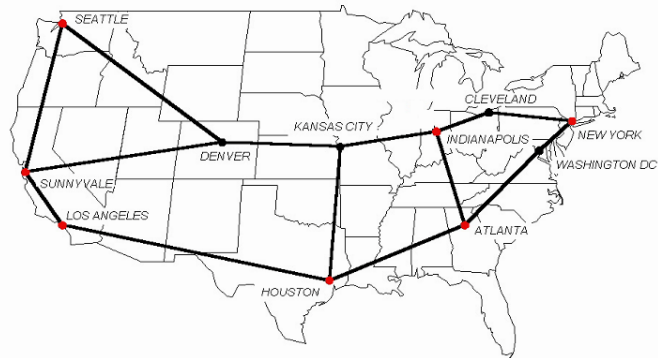 SEATTLE
CLEVELAND
KANSAS CITY
INDIANAPOLIS
NEW YORK
DENVER
WASHINGTON DC
SUNNYVALE
LOS ANGELES
ATLANTA
HOUSTON